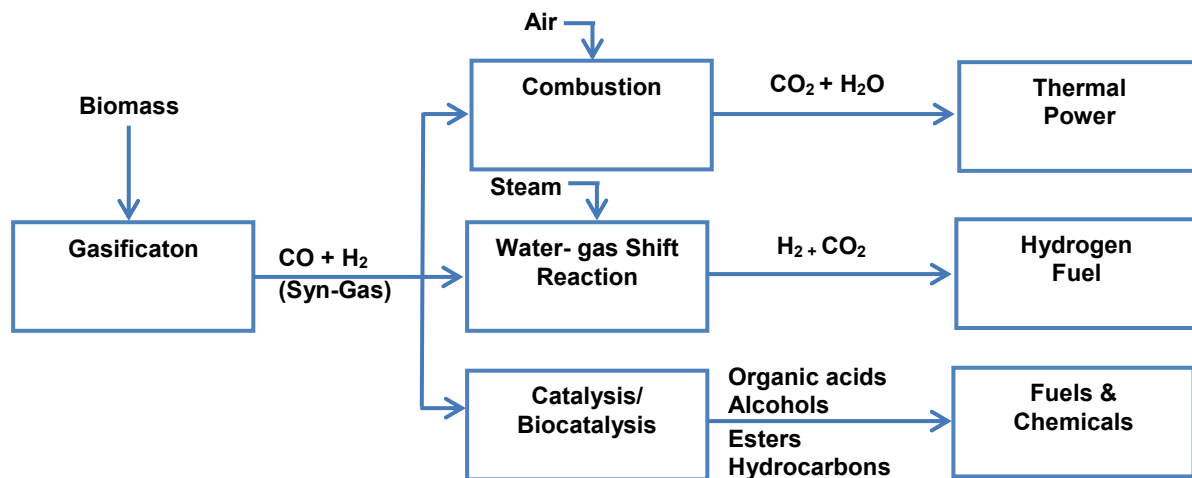 Air
Combustion
CO₂ + H₂O
Thermal
Power
Biomass
Steam
Gasificaton
CO + H₂
(Syn-Gas)
Water- gas Shift
Reaction
H₂ + CO₂
Hydrogen
Fuel
Catalysis/
Biocatalysis
Organic acids
Alcohols
Esters
Hydrocarbons
Fuels &
Chemicals